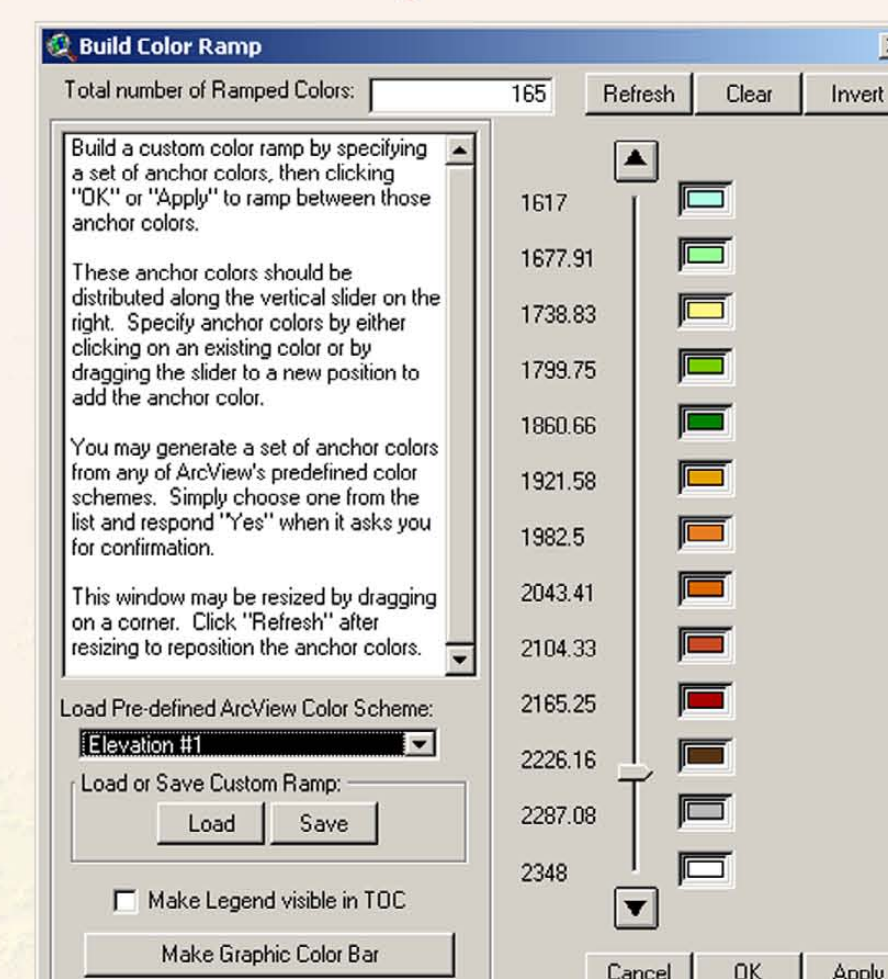 Build Color Ramp
Total number of Ramped Colors: 165
Refresh Clear Invert
Build a custom color ramp by specifying
a set of anchor colors, then clicking
"OK" or "Apply" to ramp between those
anchor colors.
These anchor colors should be
distributed along the vertical slider on the
right. Specify anchor colors by either
clicking on an existing color or by
dragging the slider to a new position to
add the anchor color.
You may generate a set of anchor colors
from any of ArcView's predefined color
schemes. Simply choose one from the
list and respond "Yes" when it asks you
for confirmation.
This window may be resized by dragging
on a corner. Click "Refresh" after
resizing to reposition the anchor colors.
Load Pre-defined ArcView Color Scheme:
Elevation #1
Load or Save Custom Ramp:
Load Save
Make Legend visible in TOC
Make Graphic Color Bar
1617
1677.91
1738.83
1799.75
1860.66
1921.58
1982.5
2043.41
2104.33
2165.25
2226.16
2287.08
2348
Cancel OK Apply